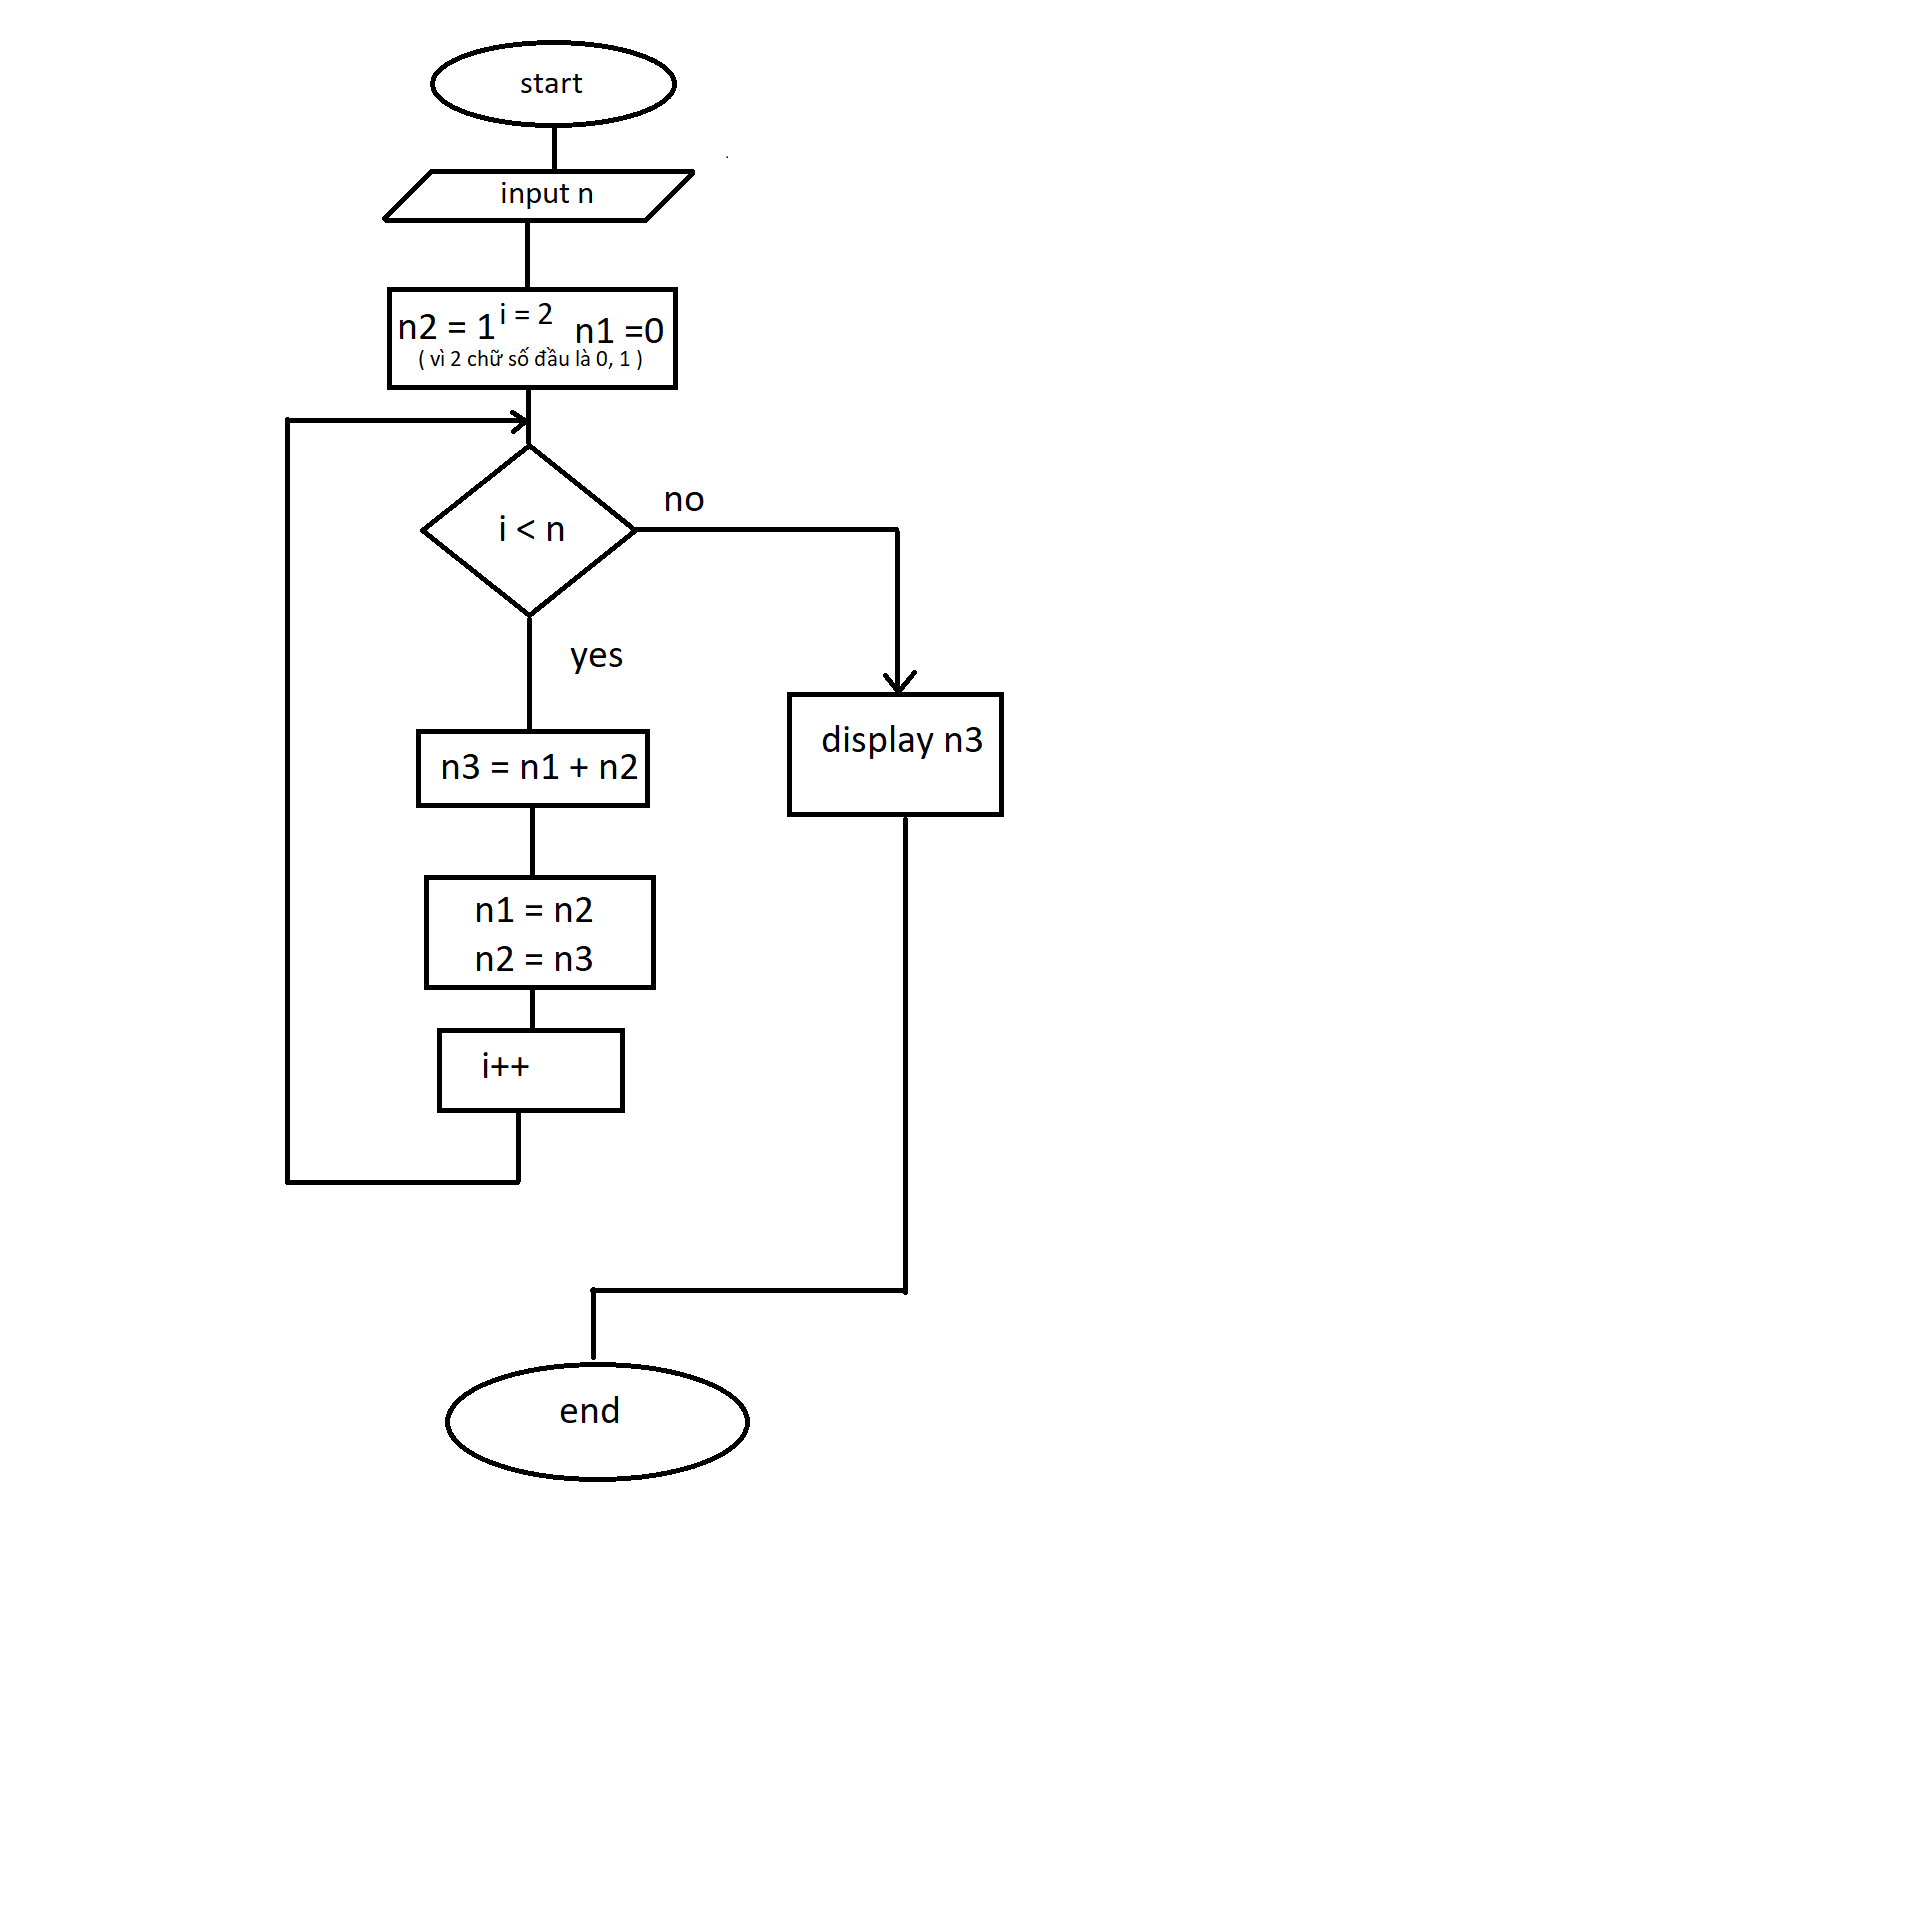 start
input n
n2 = 1 i = 2 n1 =0
( vì 2 chữ số đầu là 0, 1 )
i < n
no
yes
display n3
n3 = n1 + n2
n1 = n2
n2 = n3
i++
end